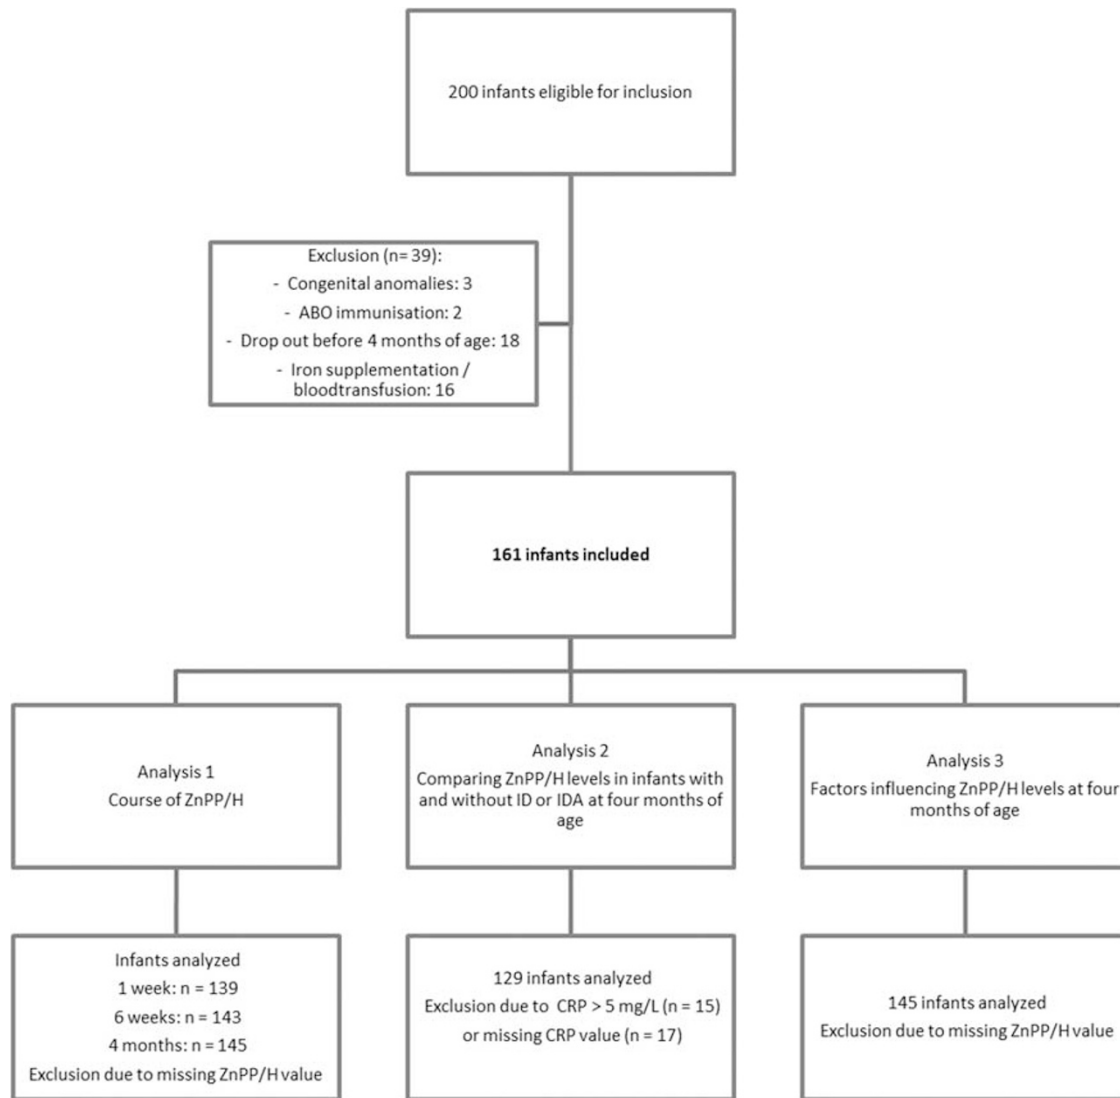 200 infants eligible for inclusion
Exclusion (n= 39):
- Congenital anomalies: 3
- ABO immunisation: 2
- Drop out before 4 months of age: 18
- Iron supplementation /
bloodtransfusion: 16
161 infants included
Analysis 1
Course of ZnPP/H
Analysis 2
Comparing ZnPP/H levels in infants with
and without ID or IDA at four months of
age
Analysis 3
Factors influencing ZnPP/H levels at four
months of age
Infants analyzed
1 week: n = 139
6 weeks: n = 143
4 months: n = 145
Exclusion due to missing ZnPP/H value
129 infants analyzed
Exclusion due to CRP > 5 mg/L (n = 15)
or missing CRP value (n = 17)
145 infants analyzed
Exclusion due to missing ZnPP/H value